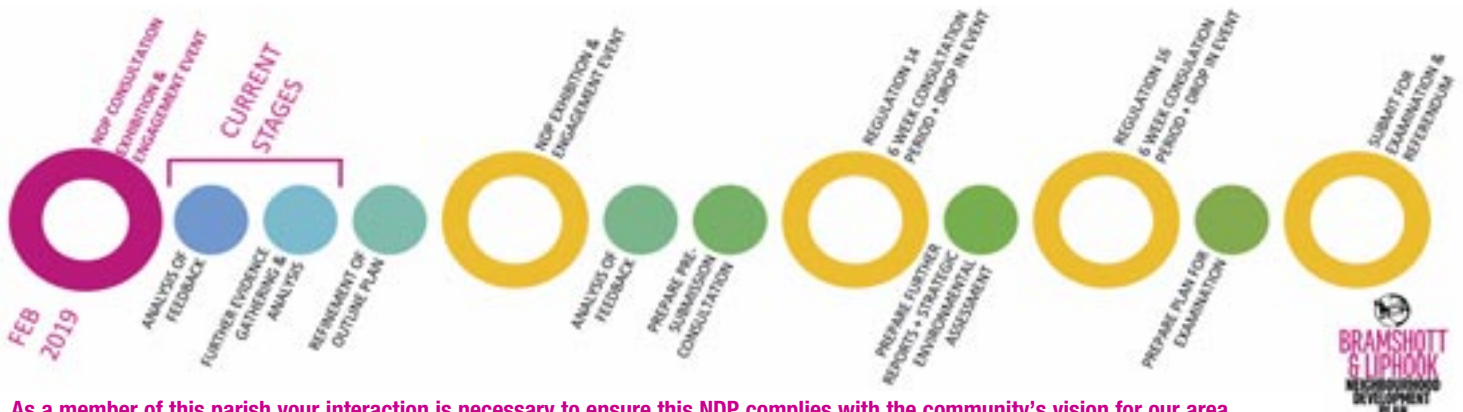 NDP CONSULTATION
EXHIBITION &
ENGAGEMENT EVENT
FEB
2019
CURRENT
STAGES
ANALYSIS OF
FEEDBACK
FURTHER EVIDENCE
GATHERING &
ANALYSIS
REFINEMENT OF
OUTLINE PLAN
NDP EXHIBITION &
ENGAGEMENT EVENT
ANALYSIS OF
FEEDBACK
PREPARE PRE-
SUBMISSION
CONSULTATION
REGULATION 14
6 WEEK CONSULTATION
PERIOD + DROP IN EVENT
PREPARE FURTHER
REPORTS + STRATEGIC
ENVIRONMENTAL
ASSESSMENT
REGULATION 16
6 WEEK CONSULATION
PERIOD + DROP IN EVENT
PREPARE PLAN FOR
EXAMINATION
SUBMIT FOR
EXAMINATION &
REFERENDUM
BRAMSHOTT
& LIPHOOK
NEIGHBOURHOOD
DEVELOPMENT
As a member of this parish your interaction is necessary to ensure this NDP complies with the community's vision for our area